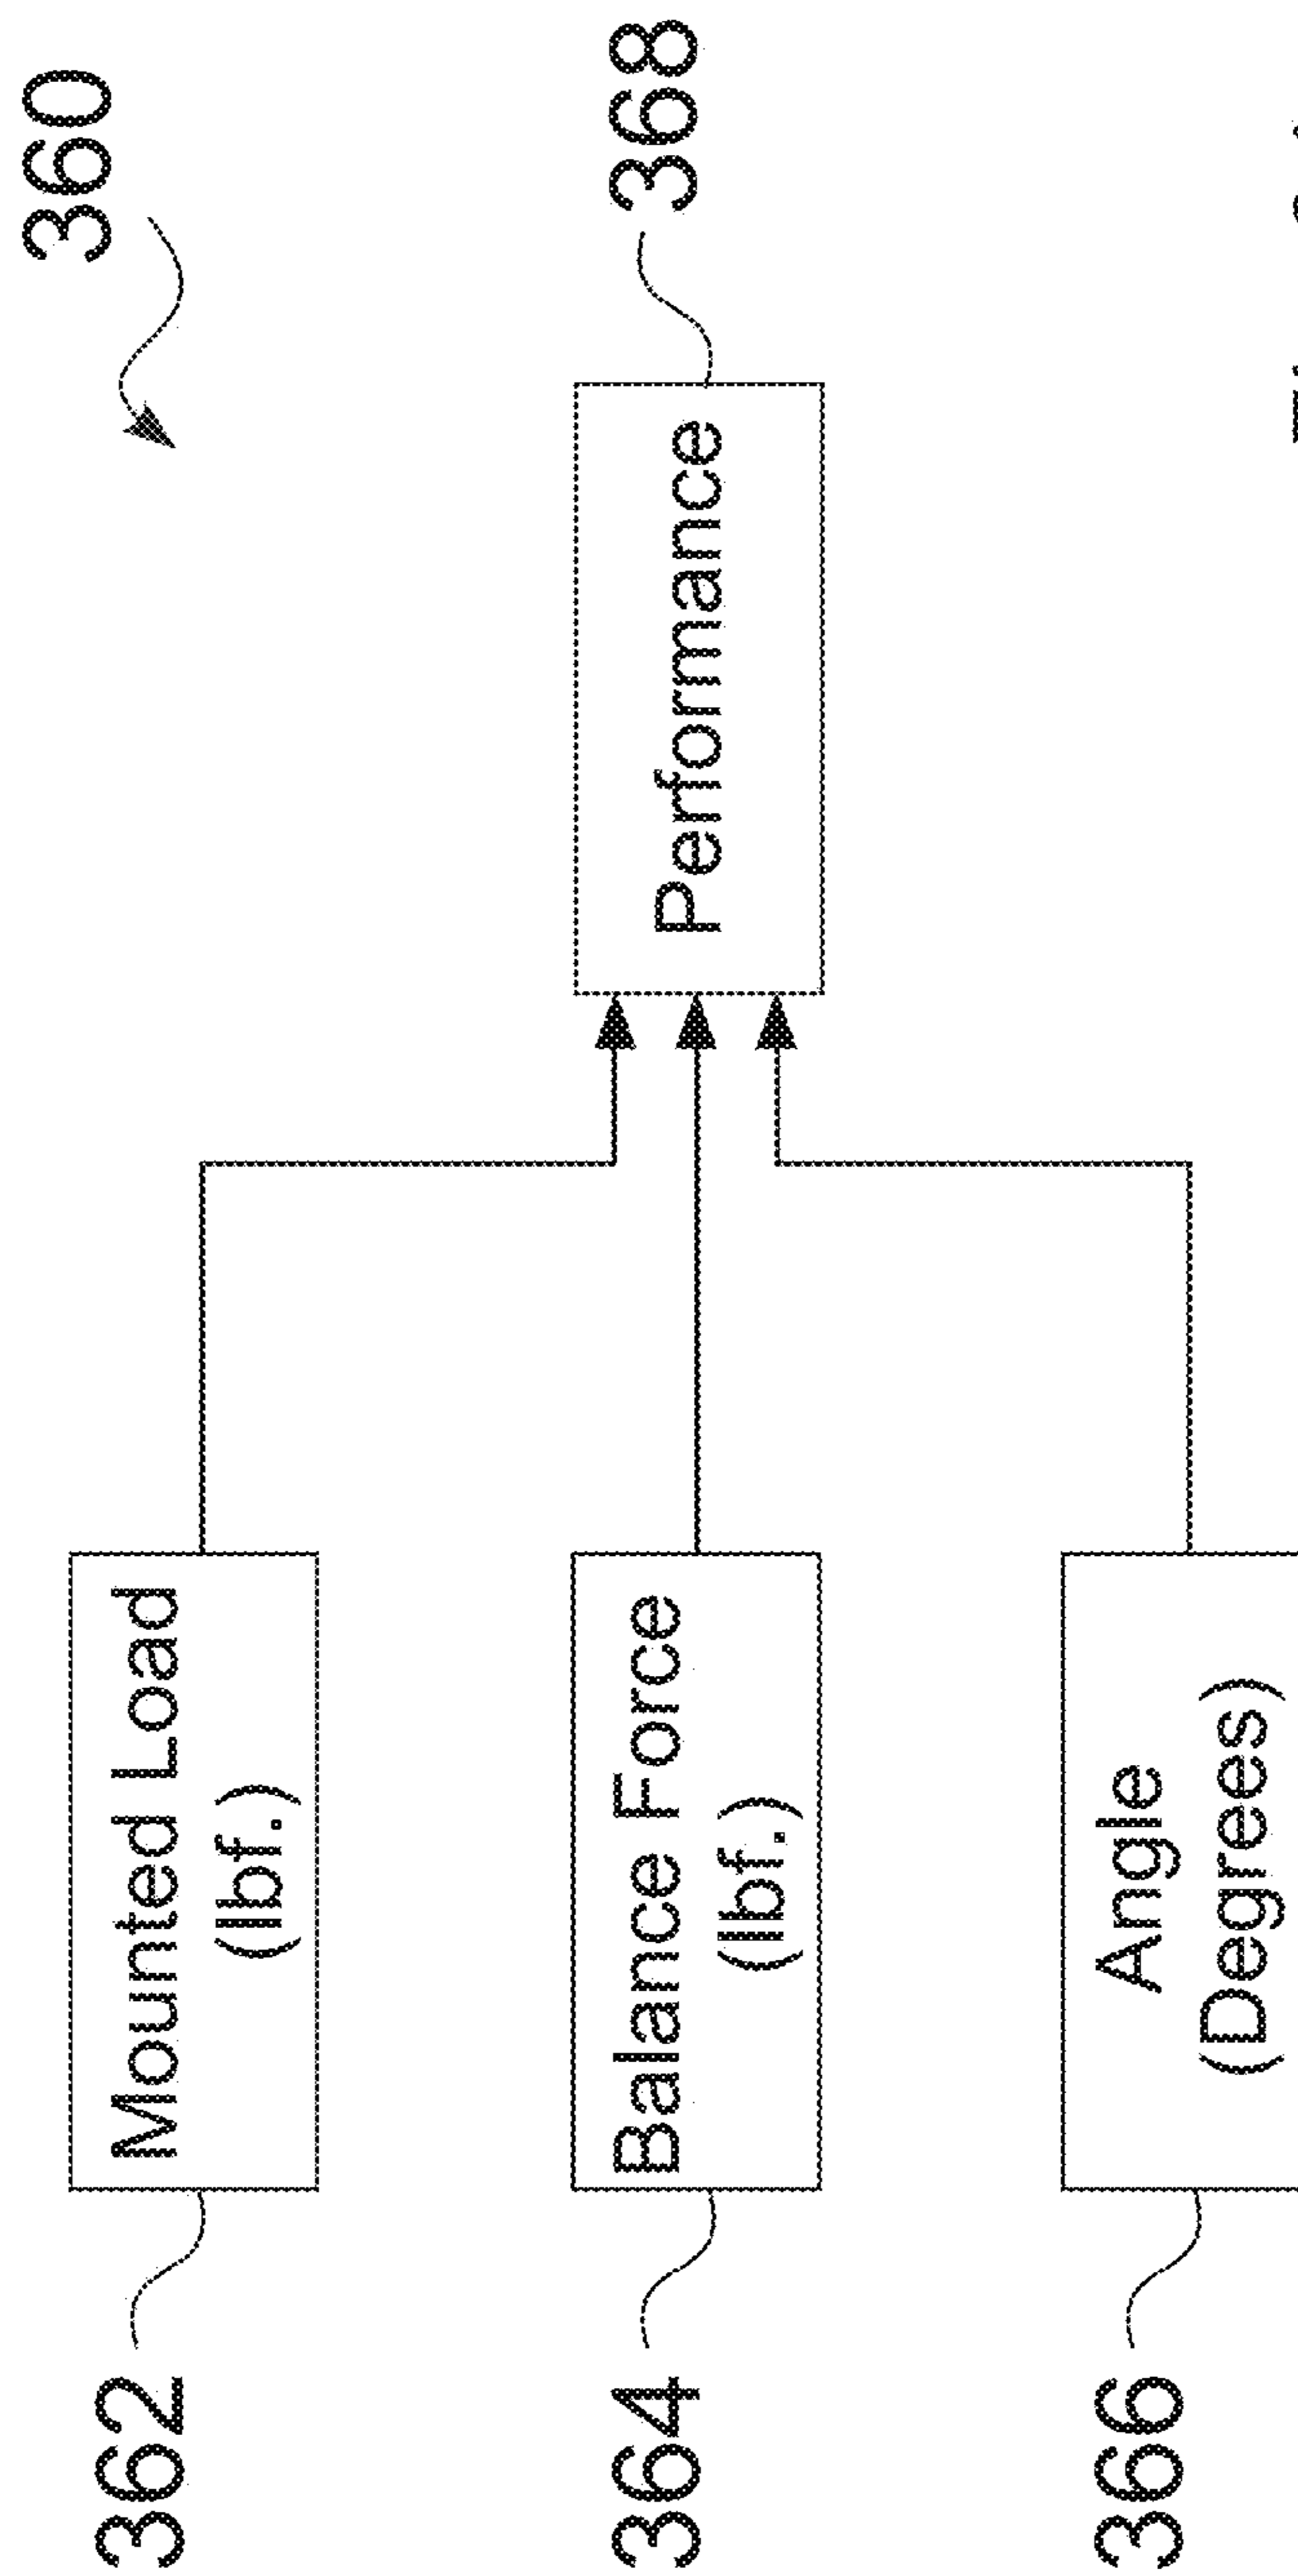 360
362
Mounted Load
(lbf.)
364
Balance Force
(lbf.)
Performance
368
366
Angle
(Degrees)